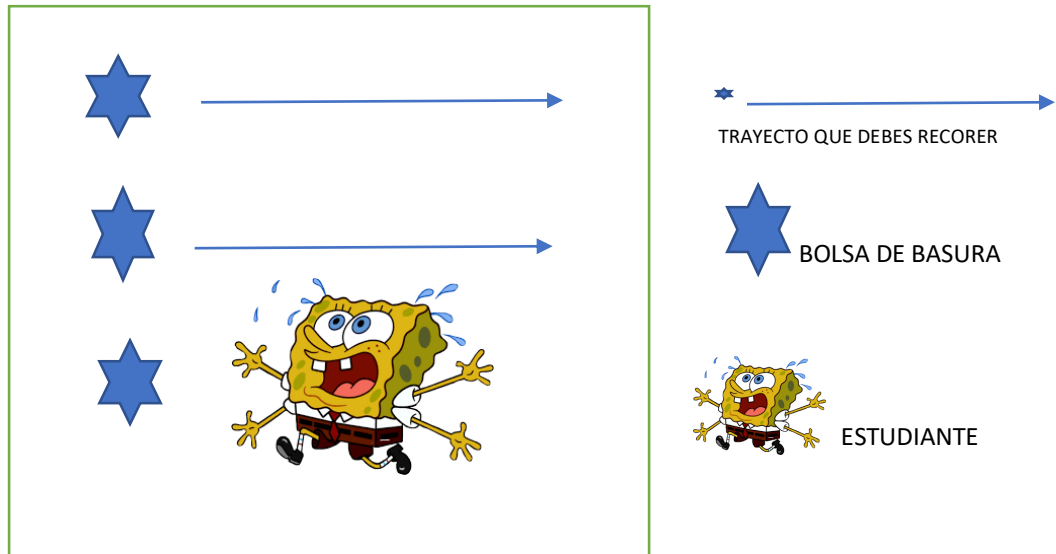 TRAYECTO QUE DEBES RECORER
BOLSA DE BASURA
ESTUDIANTE